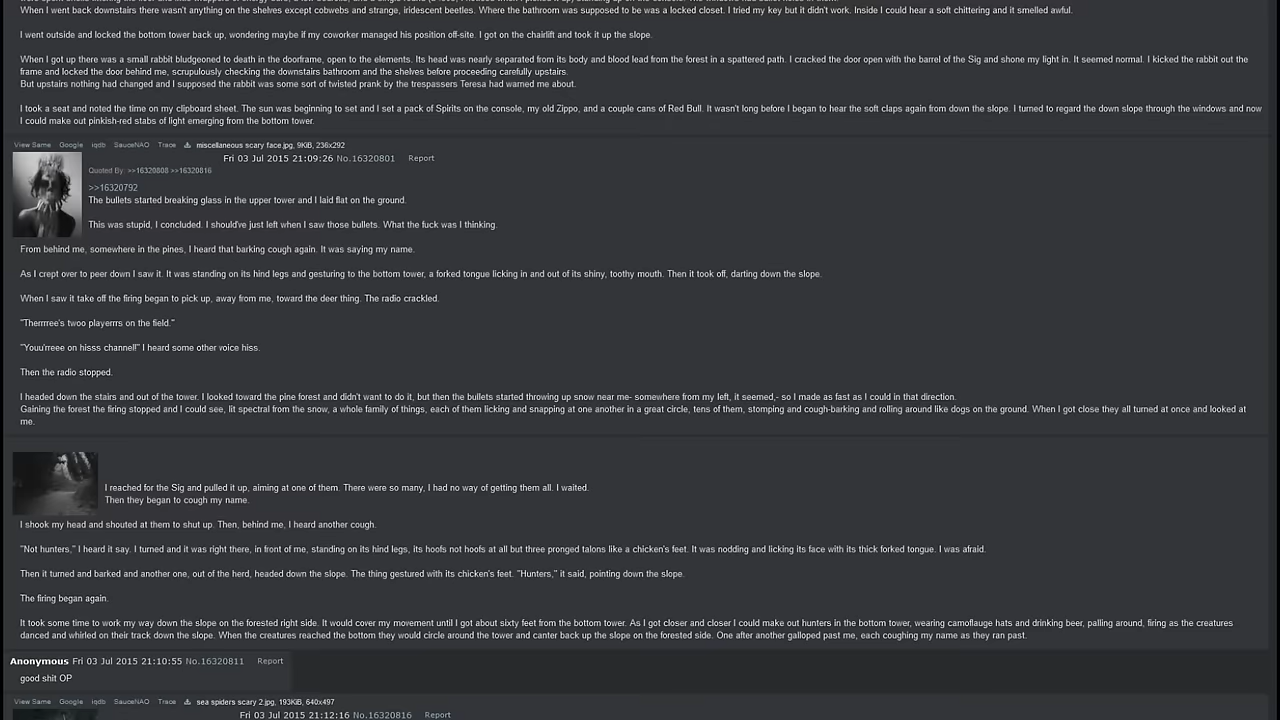 When I went back downstairs there wasn't anything on the shelves except cobwebs and strange, iridescent beetles. Where the bathroom was supposed to be was a locked closet. I tried my key but it didn't work. Inside I could hear a soft chittering and it smelled awful.
I went outside and locked the bottom tower back up, wondering maybe if my coworker managed his position off-site. I got on the chairlift and took it up the slope.
When I got up there was a small rabbit bludgeoned to death in the doorframe, open to the elements. Its head was nearly separated from its body and blood lead from the forest in a spattered path. I cracked the door open with the barrel of the Sig and shone my light in. It seemed normal. I kicked the rabbit out the
frame and locked the door behind me, scrupulously checking the downstairs bathroom and the shelves before proceeding carefully upstairs.
But upstairs nothing had changed and I supposed the rabbit was some sort of twisted prank by the trespassers Teresa had warned me about.
I took a seat and noted the time on my clipboard sheet. The sun was beginning to set and I set a pack of Spirits on the console, my old Zippo, and a couple cans of Red Bull. It wasn't long before I began to hear the soft claps again from down the slope. I turned to regard the down slope through the windows and now
I could make out pinkish-red stabs of light emerging from the bottom tower.
View Same Google iqdb SauceNAO Trace miscellaneous scary face.jpg, 9KiB, 236x292
Fri 03 Jul 2015 21:09:26 No.16320801 Report
Quoted By: >>16320808 >>16320816
>>16320792
The bullets started breaking glass in the upper tower and I laid flat on the ground.
This was stupid, I concluded. I should've just left when I saw those bullets. What the fuck was I thinking.
From behind me, somewhere in the pines, I heard that barking cough again. It was saying my name.
As I crept over to peer down I saw it. It was standing on its hind legs and gesturing to the bottom tower, a forked tongue licking in and out of its shiny, toothy mouth. Then it took off, darting down the slope.
When I saw it take off the firing began to pick up, away from me, toward the deer thing. The radio crackled.
"Therrrree's twoo playerrrs on the field."
"Youu'rreee on hisss channel!" I heard some other voice hiss.
Then the radio stopped.
I headed down the stairs and out of the tower. I looked toward the pine forest and didn't want to do it, but then the bullets started throwing up snow near me- somewhere from my left, it seemed,- so I made as fast as I could in that direction.
Gaining the forest the firing stopped and I could see, lit spectral from the snow, a whole family of things, each of them licking and snapping at one another in a great circle, tens of them, stomping and cough-barking and rolling around like dogs on the ground. When I got close they all turned at once and looked at
me.
I reached for the Sig and pulled it up, aiming at one of them. There were so many, I had no way of getting them all. I waited.
Then they began to cough my name.
I shook my head and shouted at them to shut up. Then, behind me, I heard another cough.
"Not hunters," I heard it say. I turned and it was right there, in front of me, standing on its hind legs, its hoofs not hoofs at all but three pronged talons like a chicken's feet. It was nodding and licking its face with its thick forked tongue. I was afraid.
Then it turned and barked and another one, out of the herd, headed down the slope. The thing gestured with its chicken's feet. "Hunters," it said, pointing down the slope.
The firing began again.
It took some time to work my way down the slope on the forested right side. It would cover my movement until I got about sixty feet from the bottom tower. As I got closer and closer I could make out hunters in the bottom tower, wearing camoflauge hats and drinking beer, palling around, firing as the creatures
danced and whirled on their track down the slope. When the creatures reached the bottom they would circle around the tower and canter back up the slope on the forested side. One after another galloped past me, each coughing my name as they ran past.
Anonymous Fri 03 Jul 2015 21:10:55 No.16320811 Report
good shit OP
View Same Google iqdb SauceNAO Trace sea spiders scary 2.jpg, 193KiB, 640x497
Fri 03 Jul 2015 21:12:16 No.16320816 Report